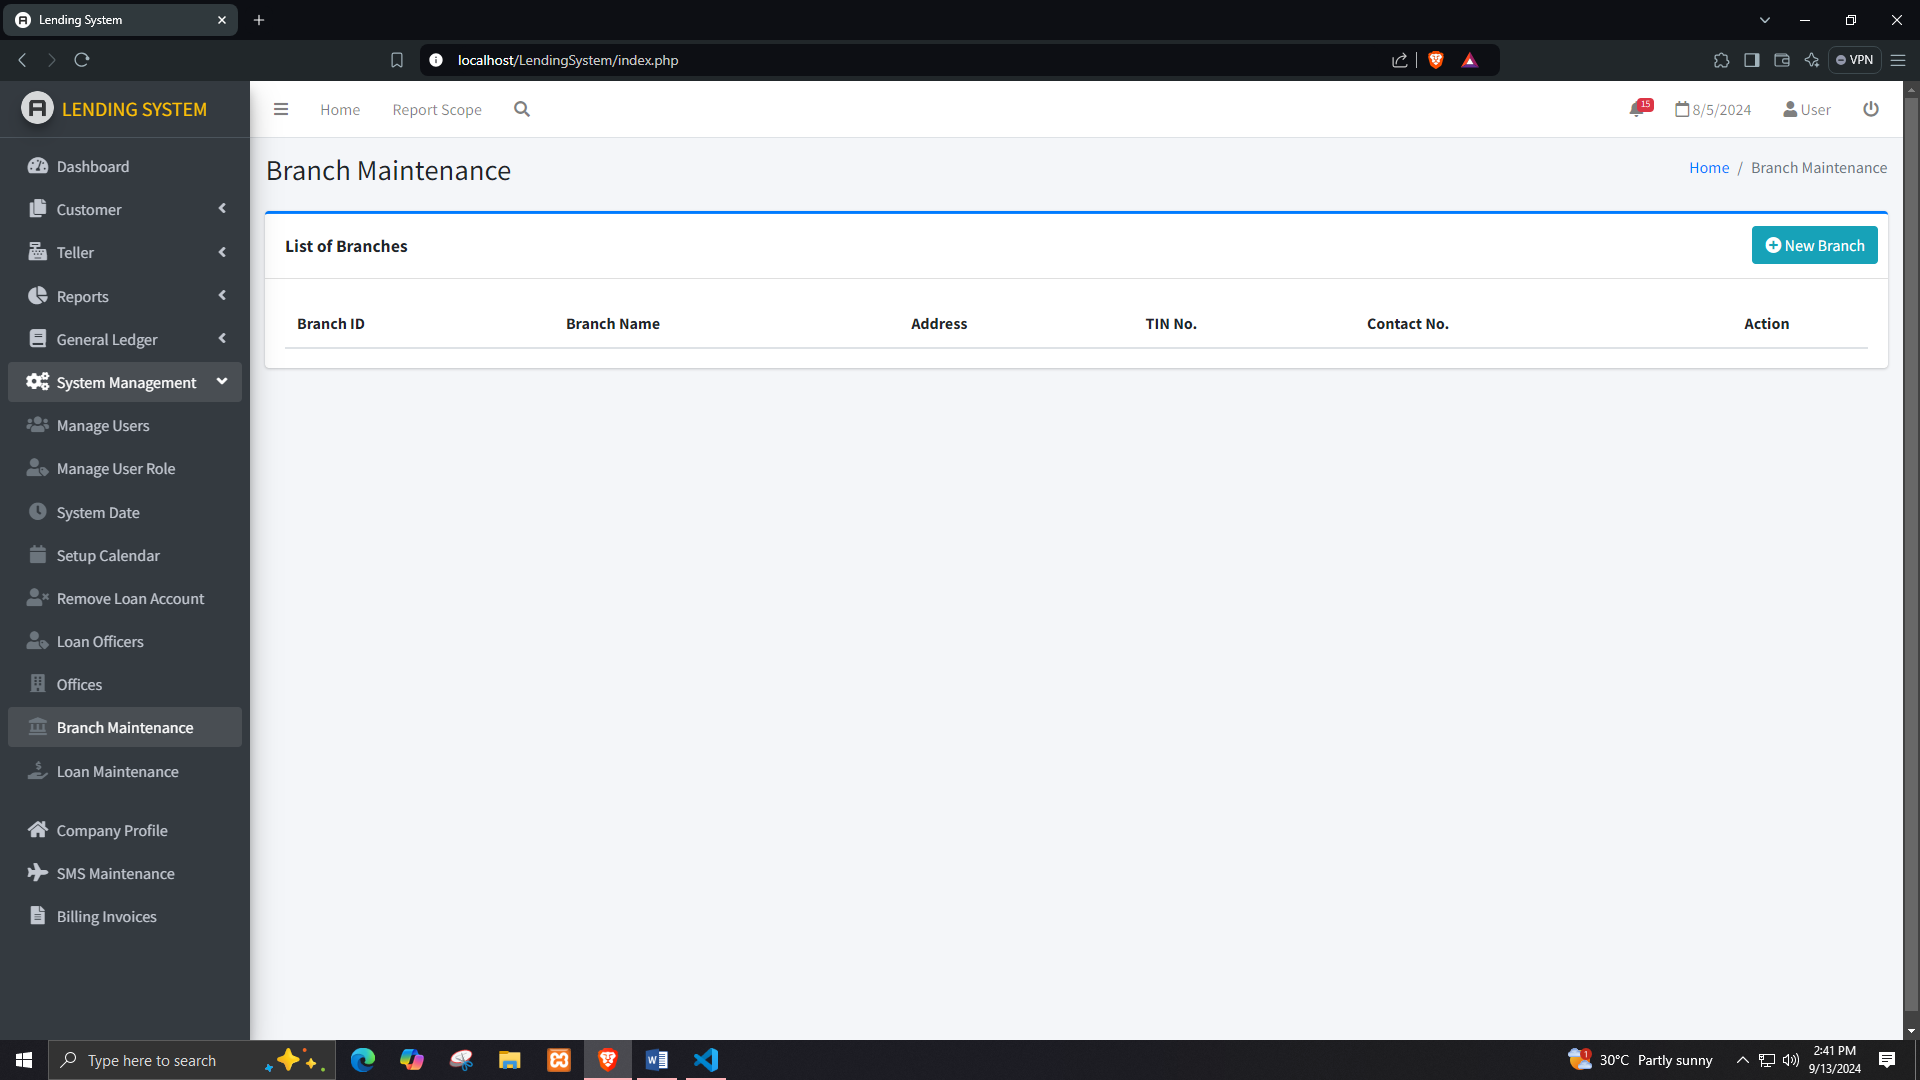 Lending System
localhost/LendingSystem/index.php
VPN
LENDING SYSTEM
Home
Report Scope
15
8/5/2024
User
Dashboard
Customer
Teller
Reports
General Ledger
System Management
Manage Users
Manage User Role
System Date
Setup Calendar
Remove Loan Account
Loan Officers
Offices
Branch Maintenance
Loan Maintenance
Company Profile
SMS Maintenance
Billing Invoices
Branch Maintenance
Home / Branch Maintenance
List of Branches
New Branch
Branch ID Branch Name Address TIN No. Contact No. Action
Type here to search
1
30°C Partly sunny
2:41 PM
9/13/2024